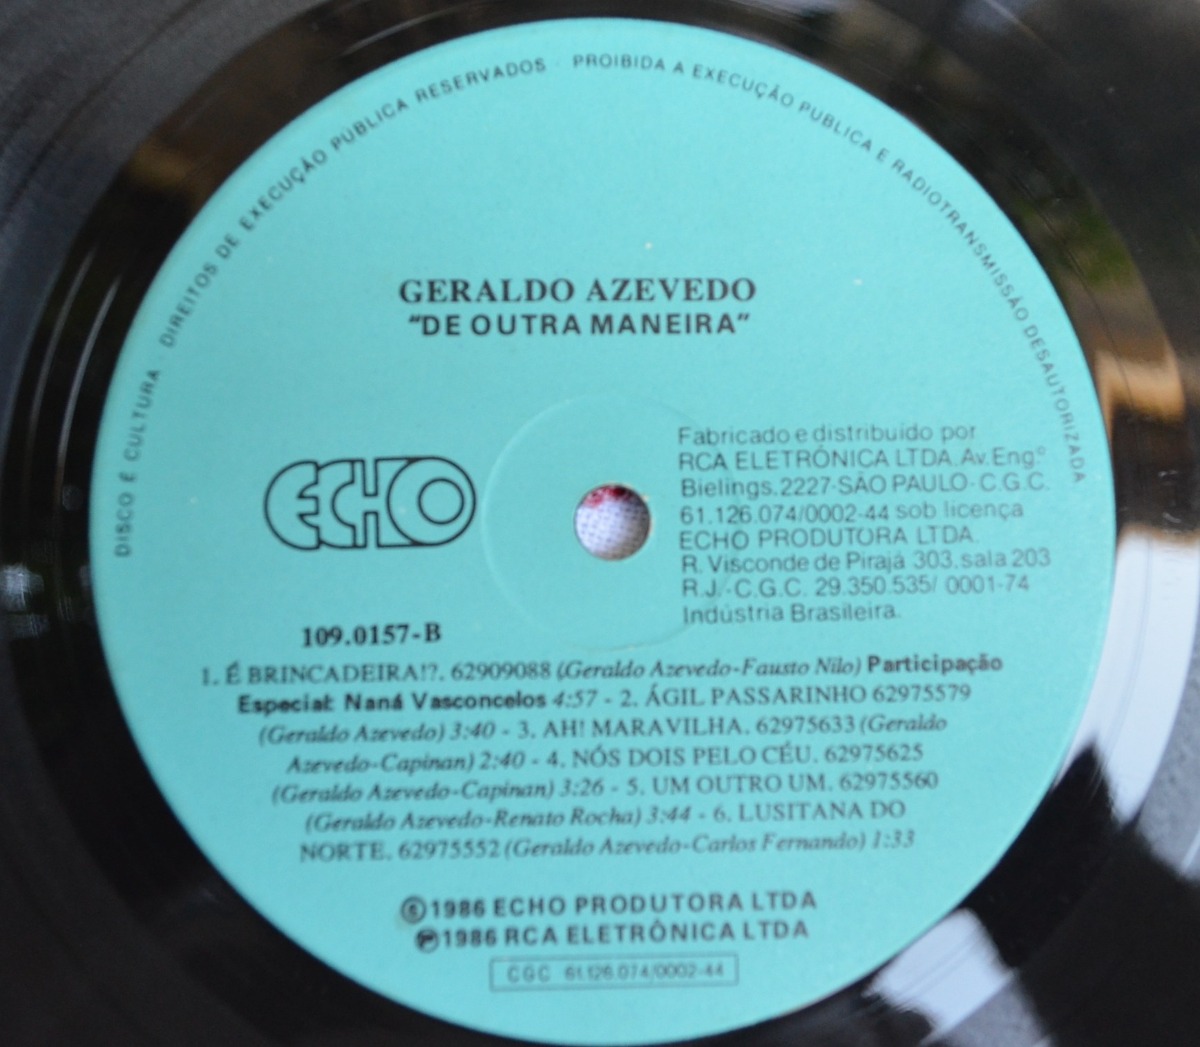 DISCO É CULTURA · DIREITOS DE EXECUÇÃO PÚBLICA RESERVADOS · PROIBIDA A EXECUÇÃO PÚBLICA E RADIOTRANSMISSÃO DESAUTORIZADA
GERALDO AZEVEDO
"DE OUTRA MANEIRA"
ECHO
Fabricado e distribuído por
RCA ELETRÔNICA LTDA. Av. Engº
Bielings. 2227-SÃO PAULO- C.G.C.
61.126.074/0002-44 sob licença
ECHO PRODUTORA LTDA.
R. Visconde de Pirajá 303. sala 203
R.J.-C.G.C. 29.350.535/ 0001-74
Indústria Brasileira.
109.0157-B
1. É BRINCADEIRA!?. 62909088 (Geraldo Azevedo-Fausto Nilo) Participação
Especial: Naná Vasconcelos 4:57 - 2. ÁGIL PASSARINHO 62975579
(Geraldo Azevedo) 3:40 - 3. AH! MARAVILHA. 62975633 (Geraldo
Azevedo-Capinan) 2:40 - 4. NÓS DOIS PELO CÉU. 62975625
(Geraldo Azevedo-Capinan) 3:26 - 5. UM OUTRO UM. 62975560
(Geraldo Azevedo-Renato Rocha) 3:44 - 6. LUSITANA DO
NORTE. 62975552 (Geraldo Azevedo-Carlos Fernando) 1:33
©1986 ECHO PRODUTORA LTDA
℗1986 RCA ELETRÔNICA LTDA
CGC 61.126.074/0002-44